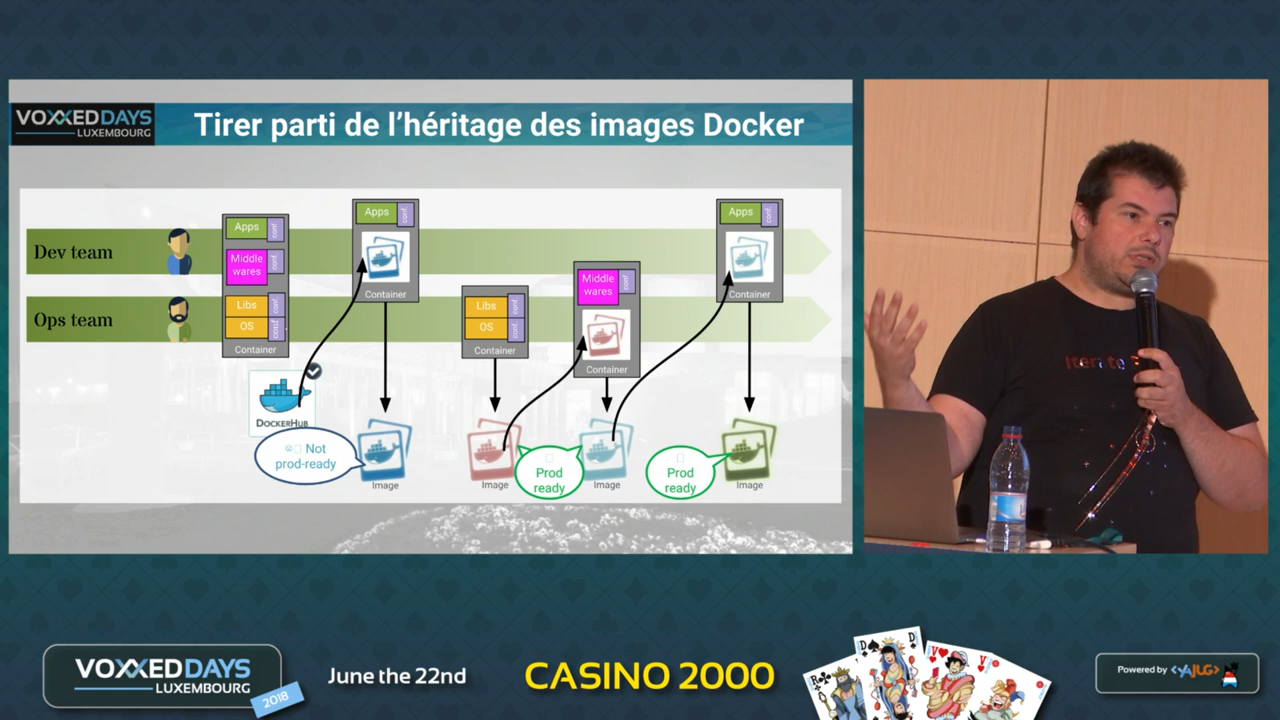 VOXXEDDAYS
LUXEMBOURG
Tirer parti de l’héritage des images Docker
Dev team
Ops team
Apps
conf
Middle
wares
conf
Libs
conf
OS
conf
Container
DOCKERHUB
Not
prod-ready
Apps
conf
Container
Image
Libs
conf
OS
conf
Container
Image
Prod
ready
Middle
wares
conf
Container
Image
Prod
ready
Apps
conf
Container
Image
Iterate
VOXXEDDAYS
LUXEMBOURG
2018
June the 22nd
CASINO 2000
R
D
D
V
V
Powered by <YAJUG>